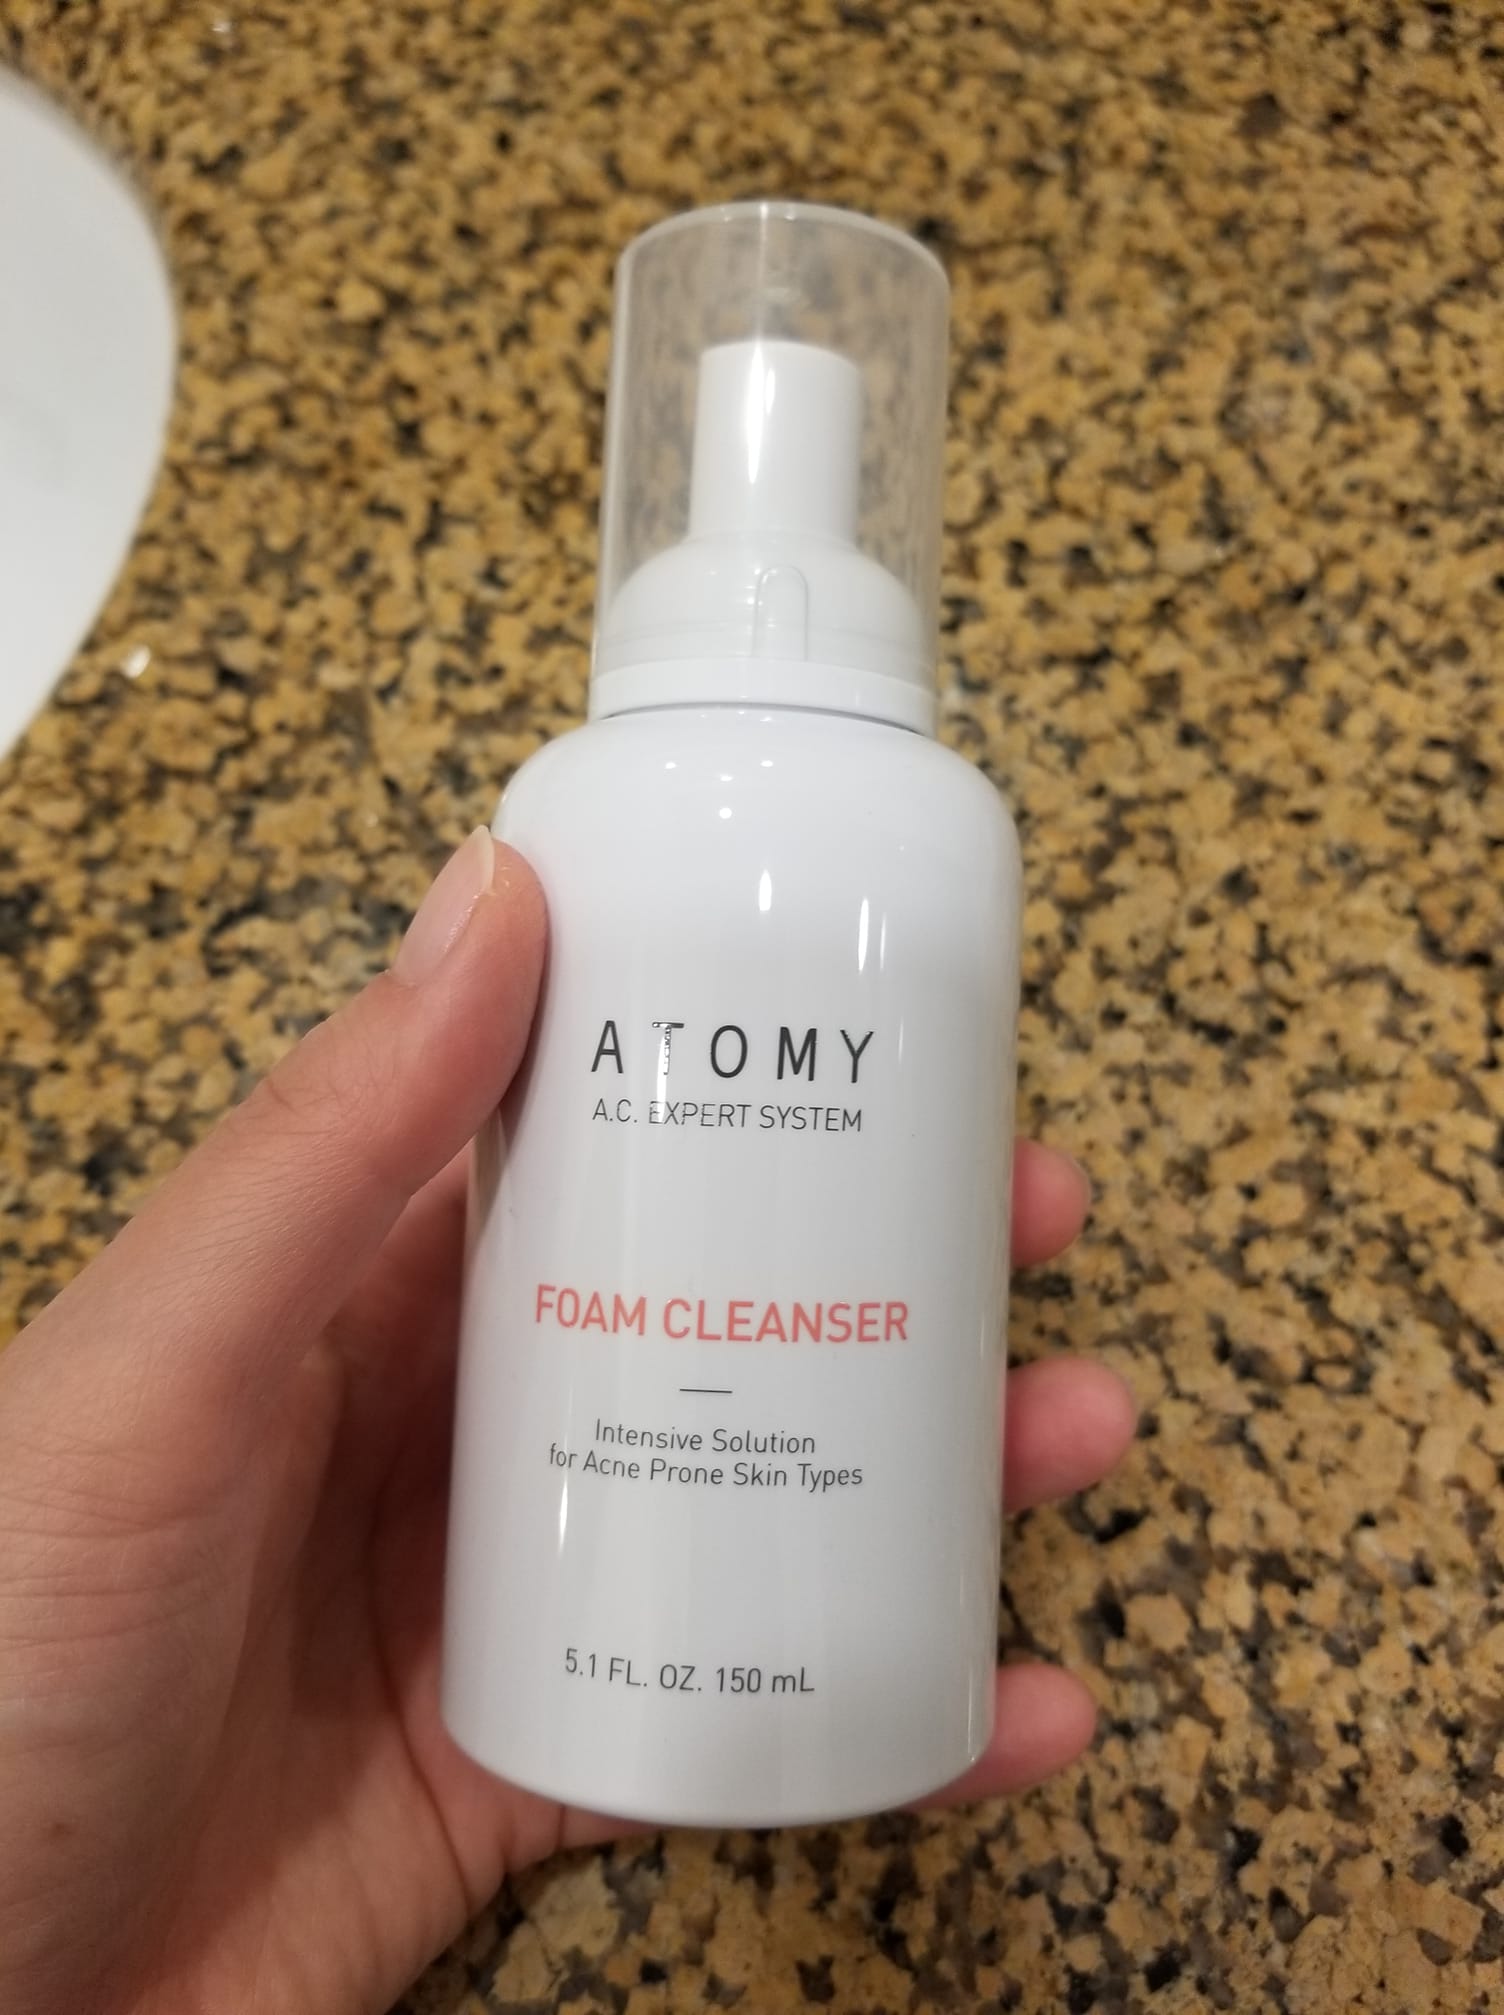 ATOMY
A.C. EXPERT SYSTEM
FOAM CLEANSER
Intensive Solution
for Acne Prone Skin Types
5.1 FL. OZ. 150 mL